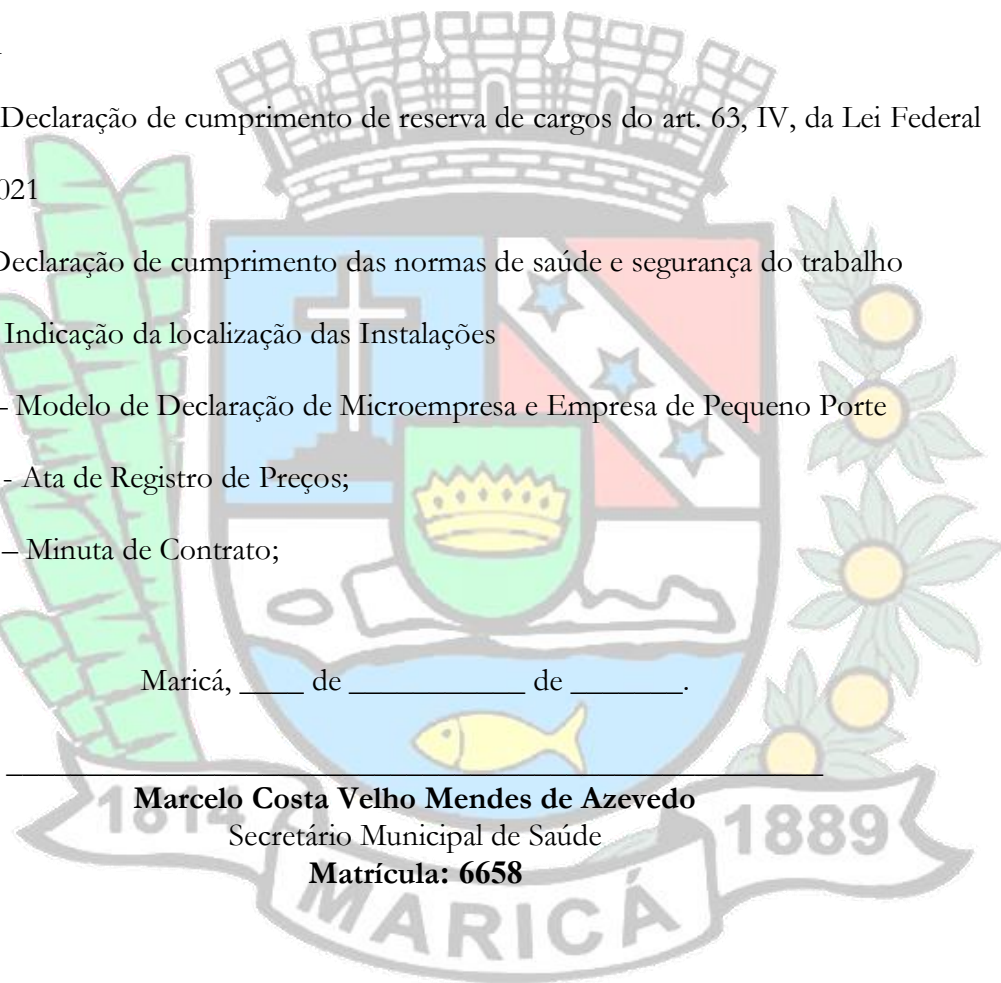 Declaração de cumprimento de reserva de cargos do art. 63, IV, da Lei Federal
021
Declaração de cumprimento das normas de saúde e segurança do trabalho
Indicação da localização das Instalações
– Modelo de Declaração de Microempresa e Empresa de Pequeno Porte
- Ata de Registro de Preços;
– Minuta de Contrato;
Maricá, ____ de ___________ de _______.
___________________________________________________
Marcelo Costa Velho Mendes de Azevedo
Secretário Municipal de Saúde
Matrícula: 6658
1814
1889
MARICÁ